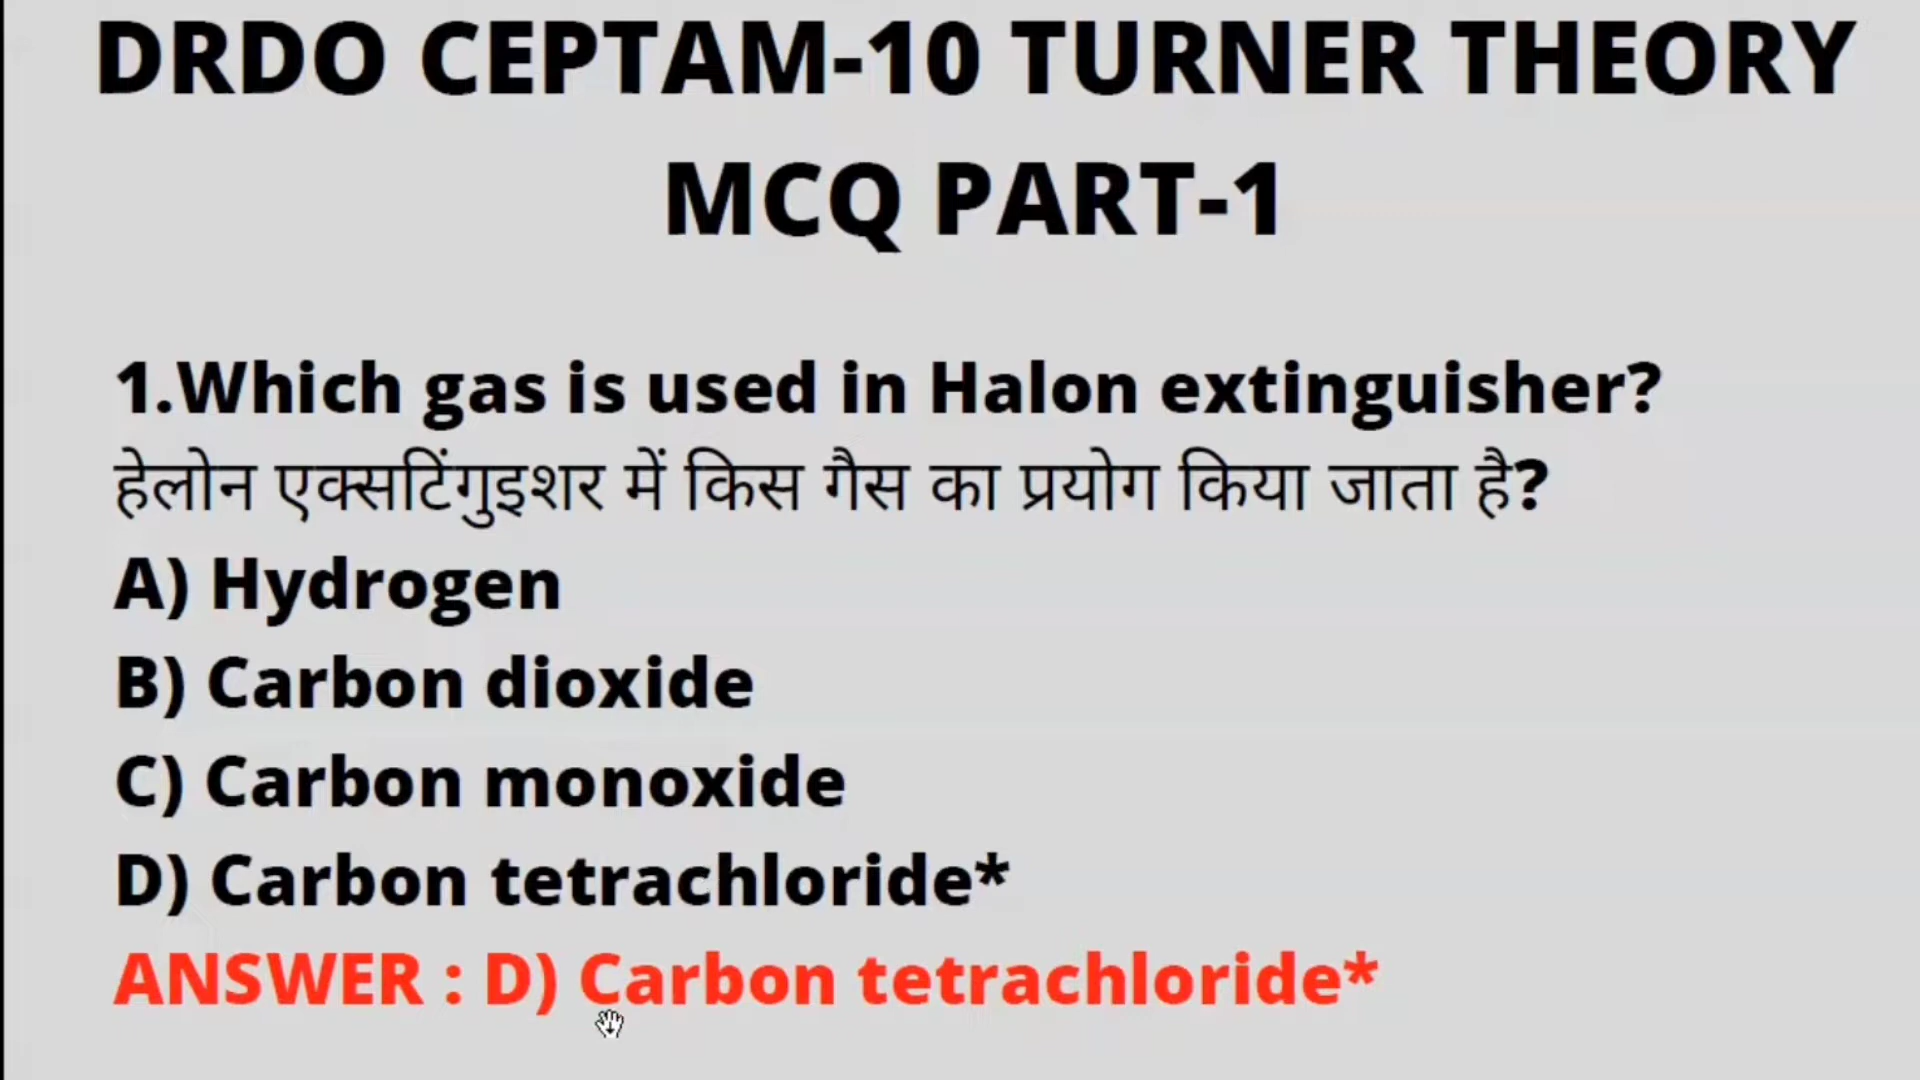 DRDO CEPTAM-10 TURNER THEORY
MCQ PART-1
1.Which gas is used in Halon extinguisher?
हेलोन एक्सटिंगुइशर में किस गैस का प्रयोग किया जाता है?
A) Hydrogen
B) Carbon dioxide
C) Carbon monoxide
D) Carbon tetrachloride*
ANSWER : D) Carbon tetrachloride*